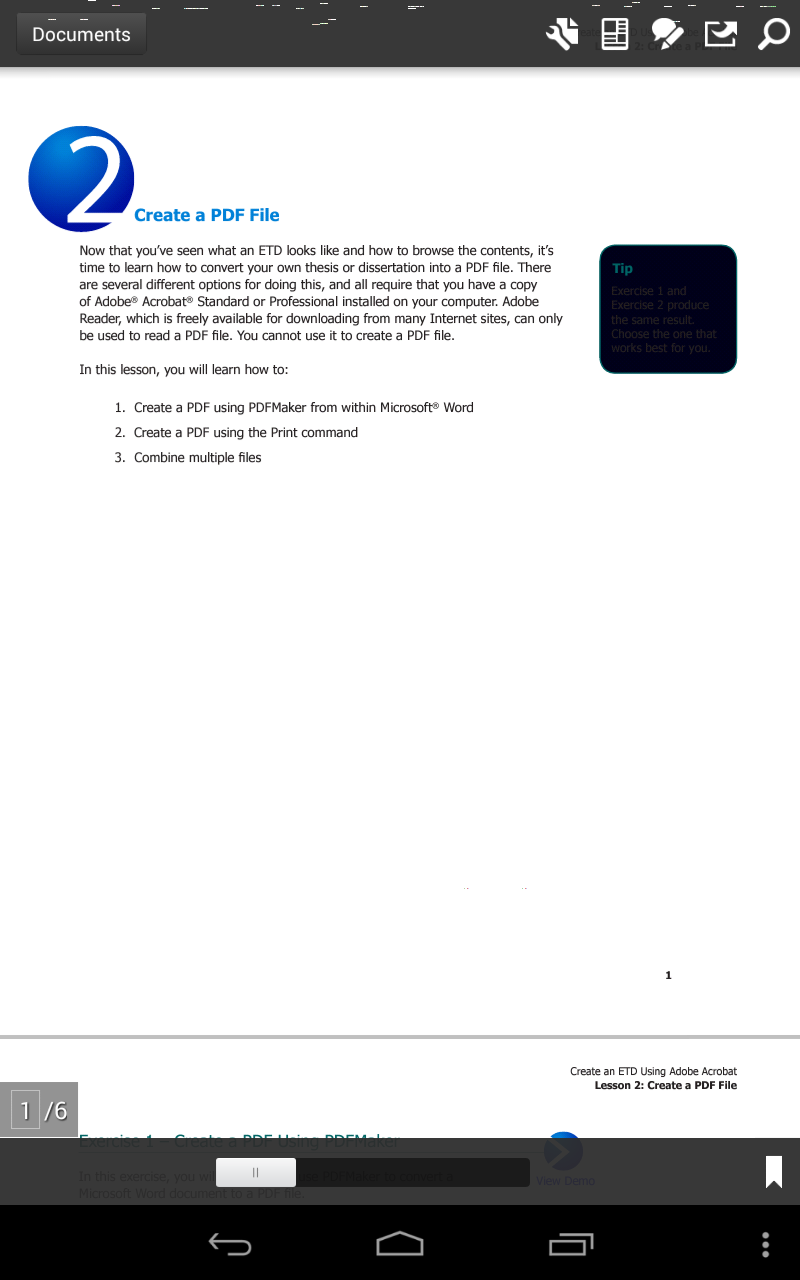 Documents
Lesson 2: Create a PDF File
2
Create a PDF File
Now that you’ve seen what an ETD looks like and how to browse the contents, it’s
time to learn how to convert your own thesis or dissertation into a PDF file. There
are several different options for doing this, and all require that you have a copy
of Adobe® Acrobat® Standard or Professional installed on your computer. Adobe
Reader, which is freely available for downloading from many Internet sites, can only
be used to read a PDF file. You cannot use it to create a PDF file.
Tip
Exercise 1 and
Exercise 2 produce
the same result.
Choose the one that
works best for you.
In this lesson, you will learn how to:
1. Create a PDF using PDFMaker from within Microsoft® Word
2. Create a PDF using the Print command
3. Combine multiple files
1
Create an ETD Using Adobe Acrobat
Lesson 2: Create a PDF File
1 /6
Exercise 1 – Create a PDF Using PDFMaker
In this exercise, you
View Demo
Microsoft Word document to a PDF file.